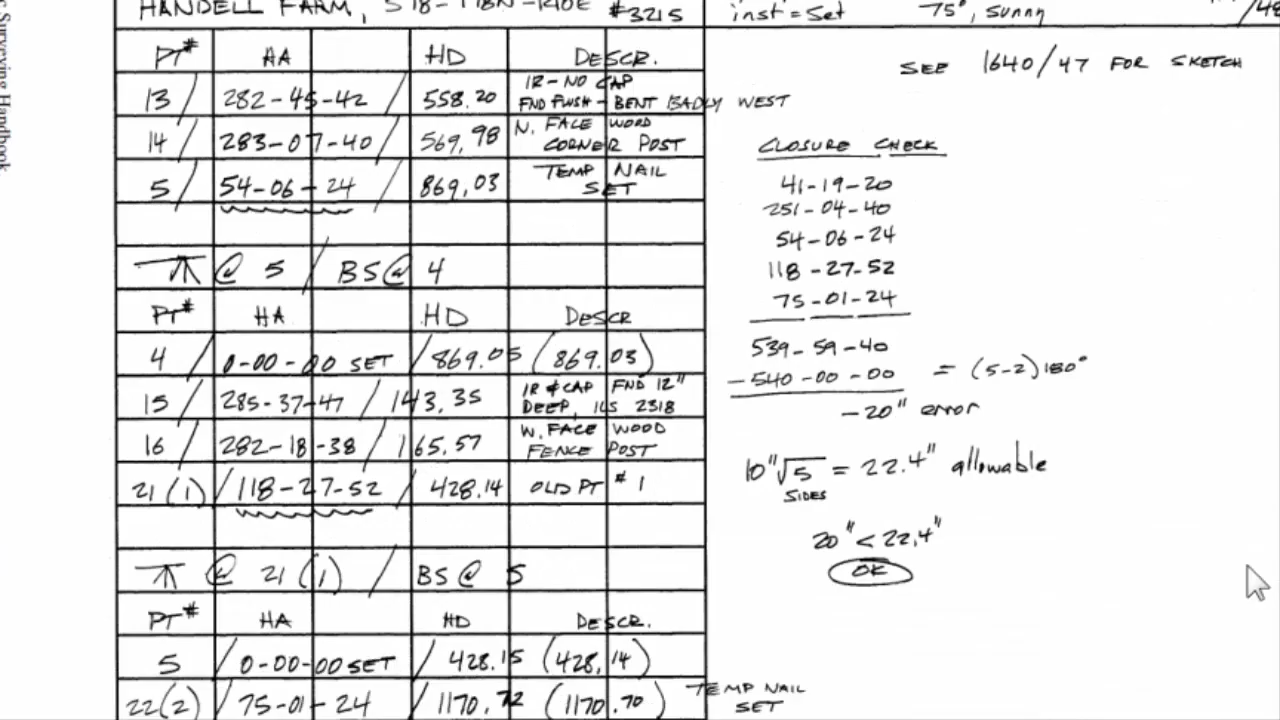 Surveying Handbook
HANDELL FARM, S18-T18N-R10E #3215
inst = Set 75°, Sunny
PT# HA HD DESCR.
13/ 282-45-42 / 558.20 IR-NO CAP
FND FLUSH - BENT BADLY WEST
14/ 283-07-40/ 569.98 N. FACE WOOD
CORNER POST
5/ 54-06-24 / 869.03 TEMP NAIL
SET
π @ 5 / BS@ 4
PT# HA HD DESCR
4 / 0-00-00 SET /869.05 (869.03)
15/ 285-37-47 / 143.35 IR & CAP FND 12"
DEEP, ILS 2318
16 / 282-18-38 / 165.57 W. FACE WOOD
FENCE POST
21(1) / 118-27-52 / 428.14 OLD PT #1
π @ 21(1) / BS@ 5
PT# HA HD DESCR.
5 / 0-00-00 SET / 428.15 (428.14)
22(2) / 75-01-24 / 1170.72 (1170.70) TEMP NAIL
SET
SEE 1640/47 FOR SKETCH
CLOSURE CHECK
41-19-20
251-04-40
54-06-24
118-27-52
75-01-24
539-59-40
-540-00-00 = (5-2)180°
-20" error
10"√5 = 22.4" allowable
SIDES
20" < 22.4"
OK